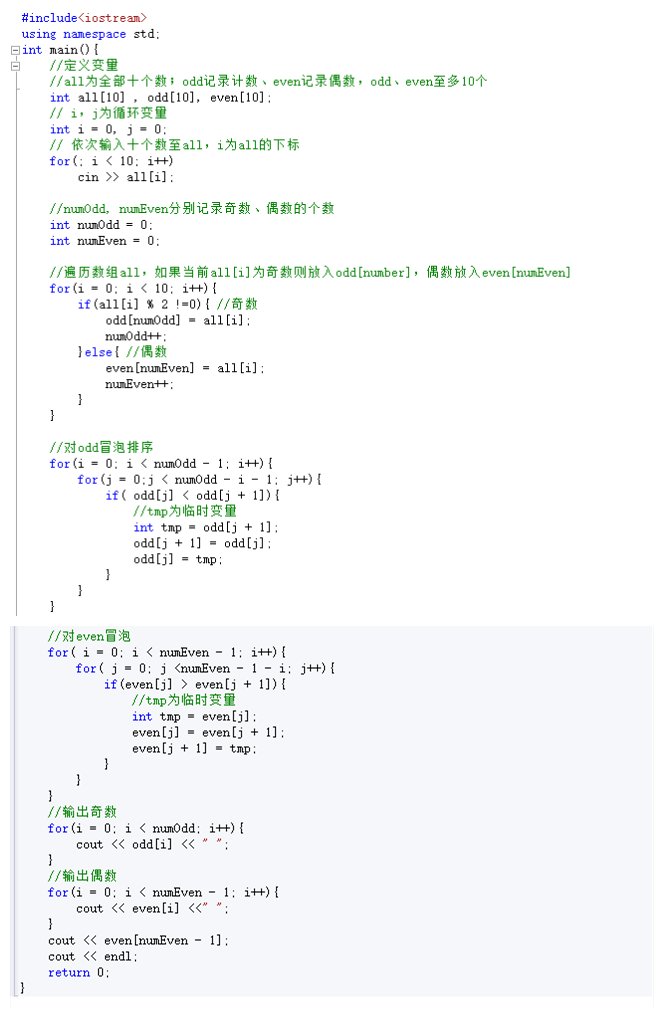 #include<iostream>
using namespace std;
int main(){
//定义变量
//all为全部十个数；odd记录计数、even记录偶数，odd、even至多10个
int all[10] , odd[10], even[10];
// i，j为循环变量
int i = 0, j = 0;
// 依次输入十个数至all，i为all的下标
for(; i < 10; i++)
cin >> all[i];
//numOdd, numEven分别记录奇数、偶数的个数
int numOdd = 0;
int numEven = 0;
//遍历数组all，如果当前all[i]为奇数则放入odd[number]，偶数放入even[numEven]
for(i = 0; i < 10; i++){
if(all[i] % 2 !=0){ //奇数
odd[numOdd] = all[i];
numOdd++;
}else{ //偶数
even[numEven] = all[i];
numEven++;
}
}
//对odd冒泡排序
for(i = 0; i < numOdd - 1; i++){
for(j = 0;j < numOdd - i - 1; j++){
if( odd[j] < odd[j + 1]){
//tmp为临时变量
int tmp = odd[j + 1];
odd[j + 1] = odd[j];
odd[j] = tmp;
}
}
}
//对even冒泡
for( i = 0; i < numEven - 1; i++){
for( j = 0; j <numEven - 1 - i; j++){
if(even[j] > even[j + 1]){
//tmp为临时变量
int tmp = even[j];
even[j] = even[j + 1];
even[j + 1] = tmp;
}
}
}
//输出奇数
for(i = 0; i < numOdd; i++){
cout << odd[i] << " ";
}
//输出偶数
for(i = 0; i < numEven - 1; i++){
cout << even[i] <<" ";
}
cout << even[numEven - 1];
cout << endl;
return 0;
}